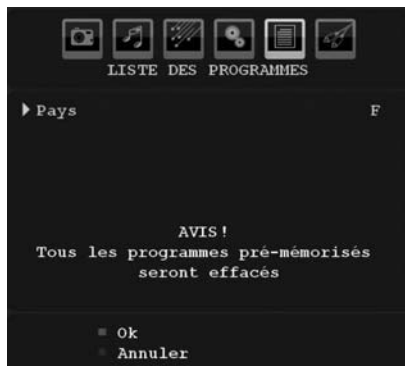 LISTE DES PROGRAMMES
Pays F
AVIS!
Tous les programmes pré-mémorisés
seront effacés
Ok
Annuler